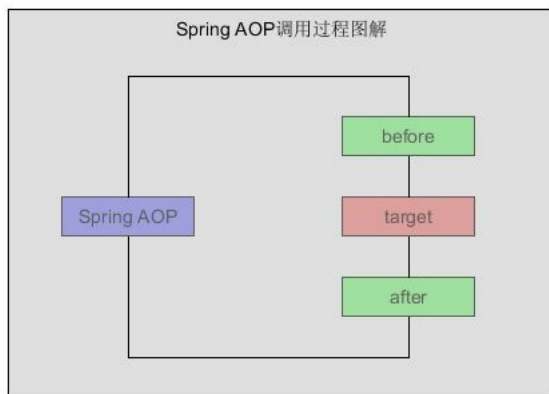 Spring AOP调用过程图解
before
Spring AOP
target
after